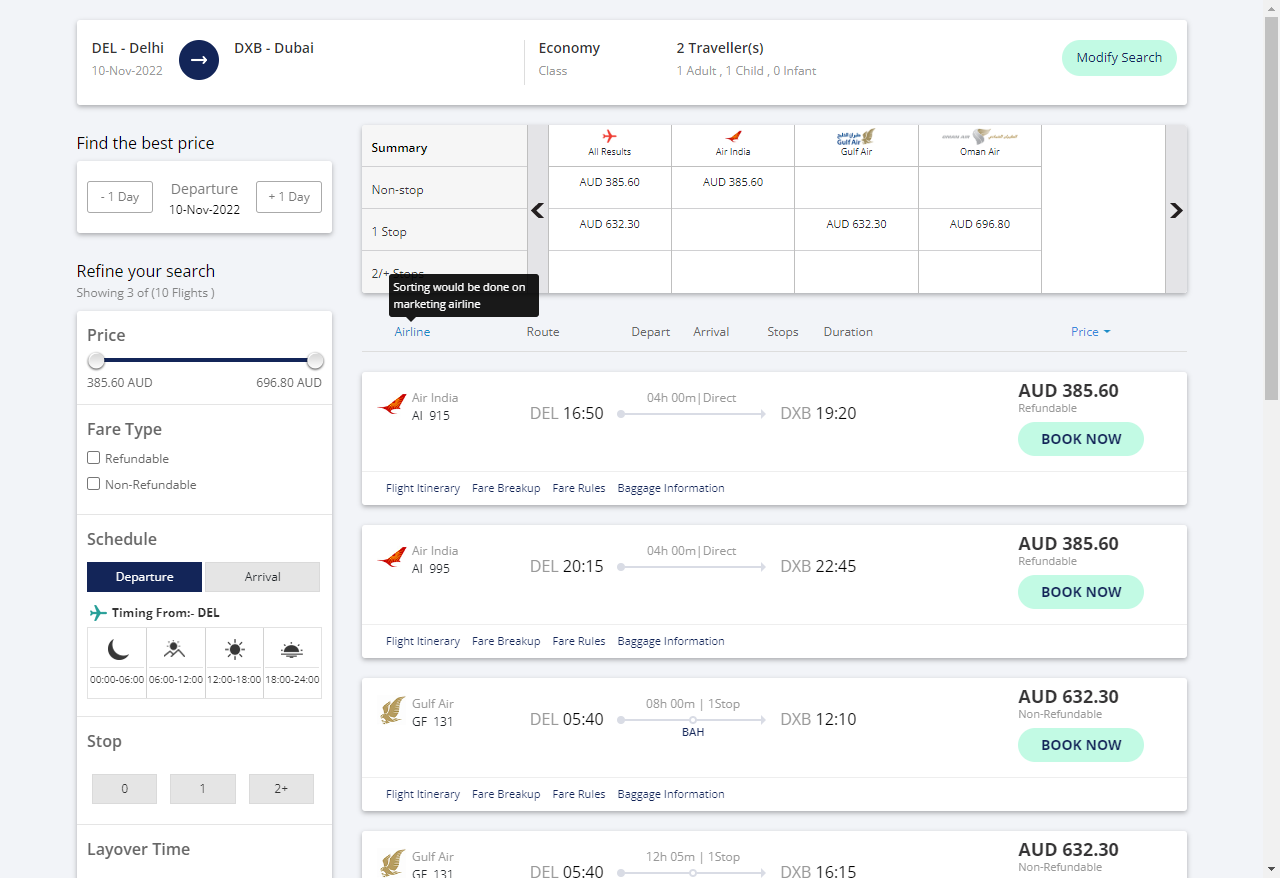 DEL - Delhi
10-Nov-2022
DXB - Dubai
Economy
Class
2 Traveller(s)
1 Adult , 1 Child , 0 Infant
Modify Search
Find the best price
- 1 Day
Departure
10-Nov-2022
+ 1 Day
Refine your search
Showing 3 of (10 Flights )
Price
385.60 AUD
696.80 AUD
Fare Type
Refundable
Non-Refundable
Schedule
Departure
Arrival
Timing From:- DEL
00:00-06:00
06:00-12:00
12:00-18:00
18:00-24:00
Stop
0
1
2+
Layover Time
Summary
All Results
Air India
Gulf Air
Gulf Air
Oman Air
Non-stop
AUD 385.60
AUD 385.60
1 Stop
AUD 632.30
AUD 632.30
AUD 696.80
2/+ Stops
Sorting would be done on
marketing airline
Airline
Route
Depart
Arrival
Stops
Duration
Price
Air India
AI 915
DEL 16:50
04h 00m|Direct
DXB 19:20
AUD 385.60
Refundable
BOOK NOW
Flight Itinerary
Fare Breakup
Fare Rules
Baggage Information
Air India
AI 995
DEL 20:15
04h 00m|Direct
DXB 22:45
AUD 385.60
Refundable
BOOK NOW
Flight Itinerary
Fare Breakup
Fare Rules
Baggage Information
Gulf Air
GF 131
DEL 05:40
08h 00m | 1Stop
BAH
DXB 12:10
AUD 632.30
Non-Refundable
BOOK NOW
Flight Itinerary
Fare Breakup
Fare Rules
Baggage Information
Gulf Air
GF 131
DEL 05:40
12h 05m | 1Stop
DXB 16:15
AUD 632.30
Non-Refundable